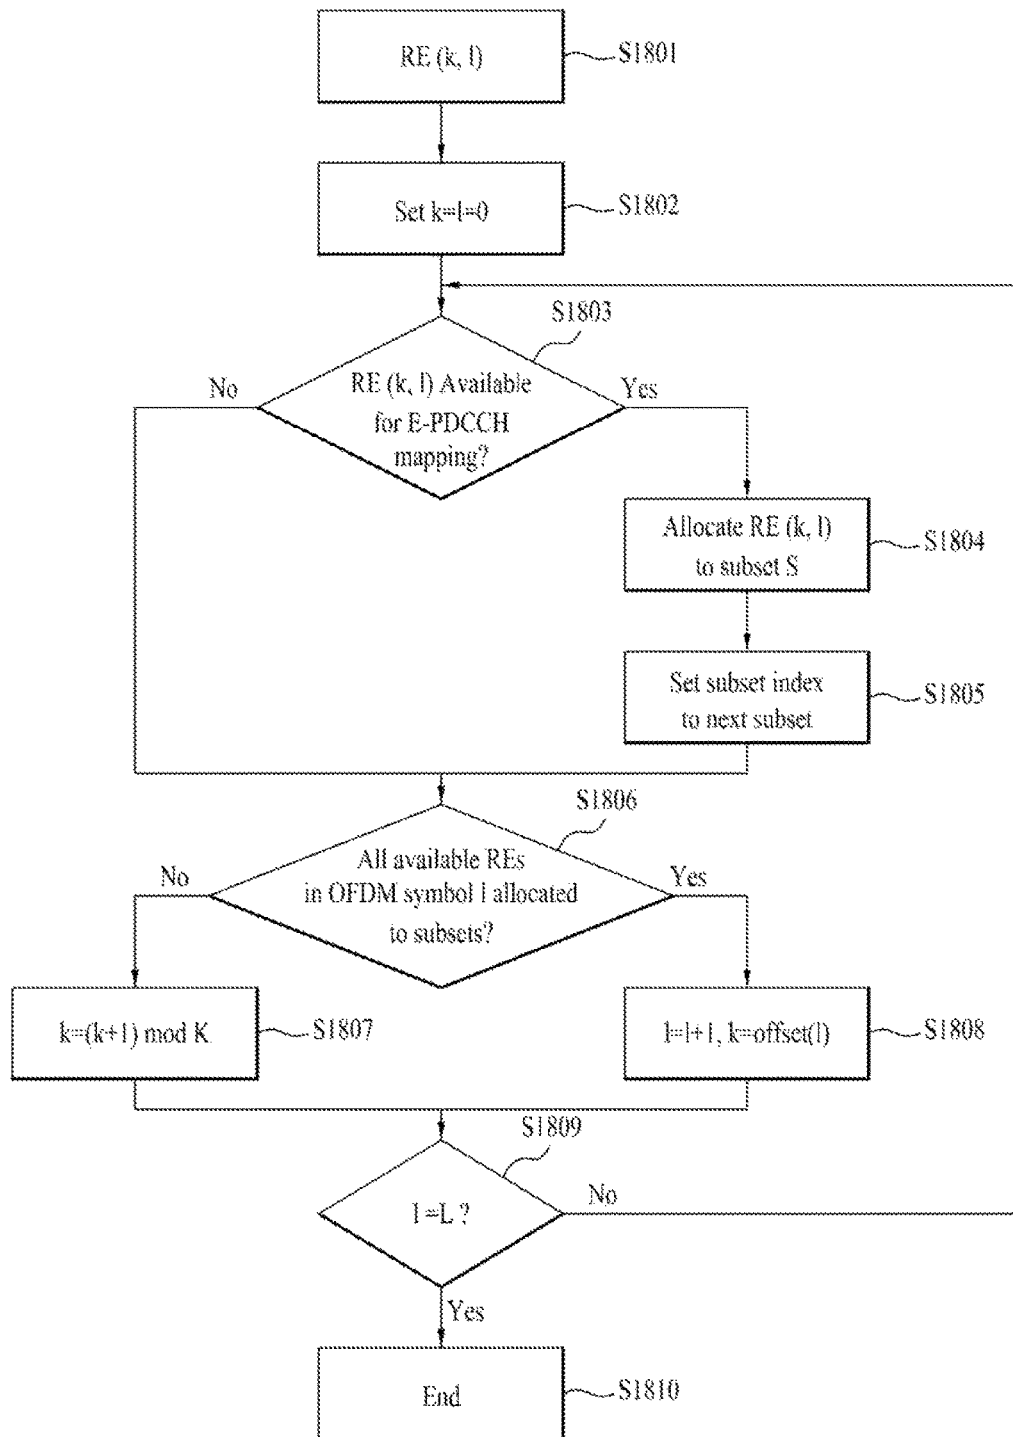 RE (k, l)
S1801
Set k=l=0
S1802
S1803
No
RE (k, l) Available
for E-PDCCH
mapping?
Yes
Allocate RE (k, l)
to subset S
S1804
Set subset index
to next subset
S1805
S1806
No
All available REs
in OFDM symbol l allocated
to subsets?
Yes
k=(k+1) mod K
S1807
l=l+1, k=offset(l)
S1808
S1809
l=L ?
No
Yes
End
S1810